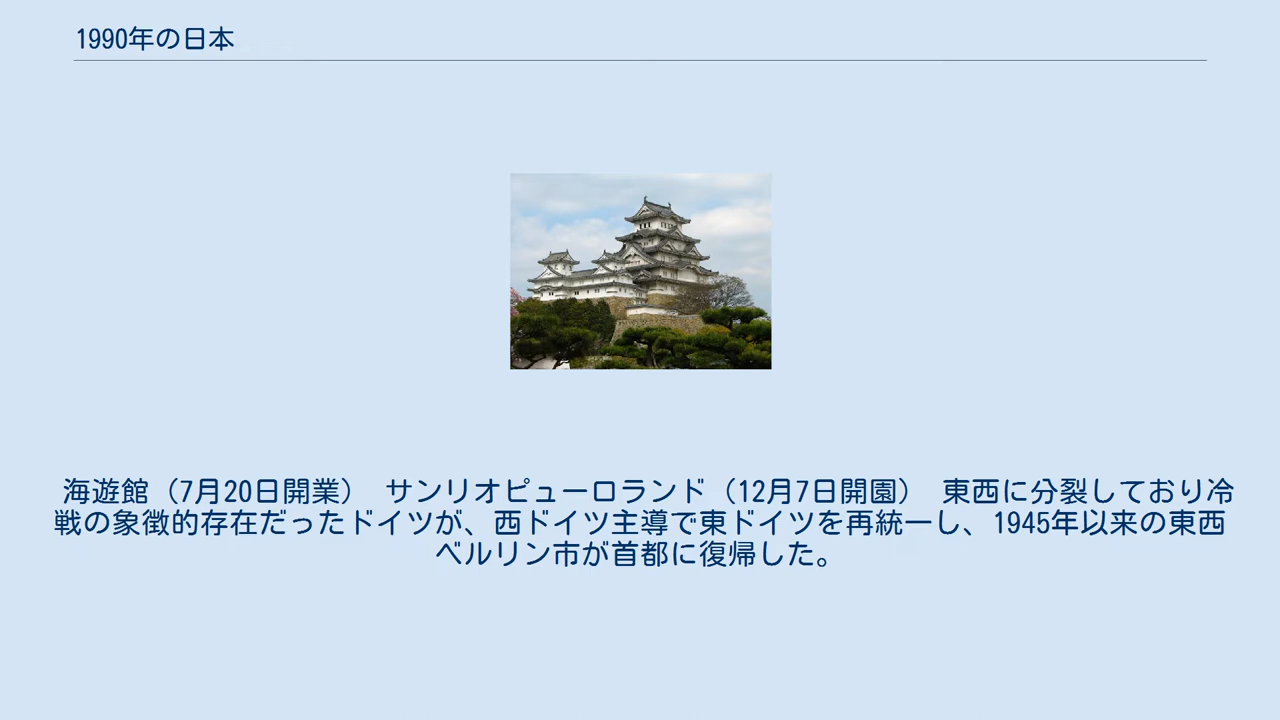 1990年の日本
海遊館（7月20日開業） サンリオピューロランド（12月7日開園） 東西に分裂しており冷
戦の象徴的存在だったドイツが、西ドイツ主導で東ドイツを再統一し、1945年以来の東西
ベルリン市が首都に復帰した。